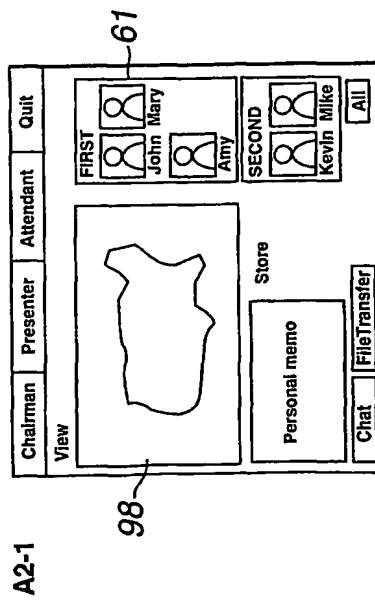 A2-1
Chairman Presenter Attendant Quit
View
98
FIRST
John Mary
Amy
61
SECOND
Kevin Mike
All
Store
Personal memo
Chat FileTransfer